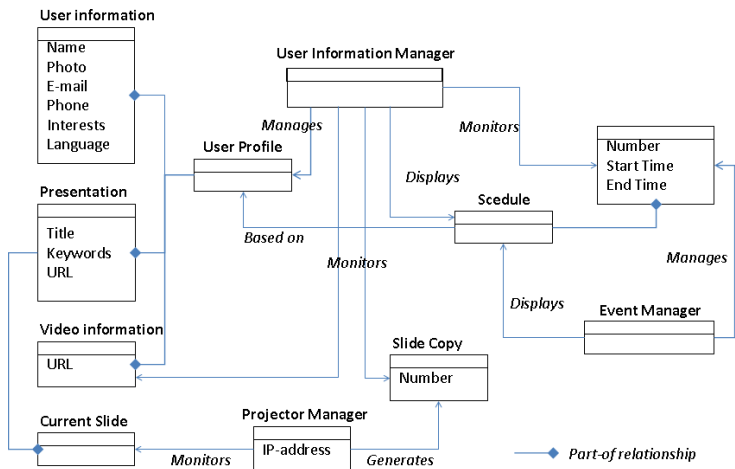 User information
Name
Photo
E-mail
Phone
Interests
Language
User Information Manager
Manages
Monitors
User Profile
Number
Start Time
End Time
Displays
Presentation
Title
Keywords
URL
Scedule
Based on
Monitors
Manages
Displays
Event Manager
Video information
URL
Slide Copy
Number
Current Slide
Projector Manager
IP-address
Monitors
Generates
Part-of relationship